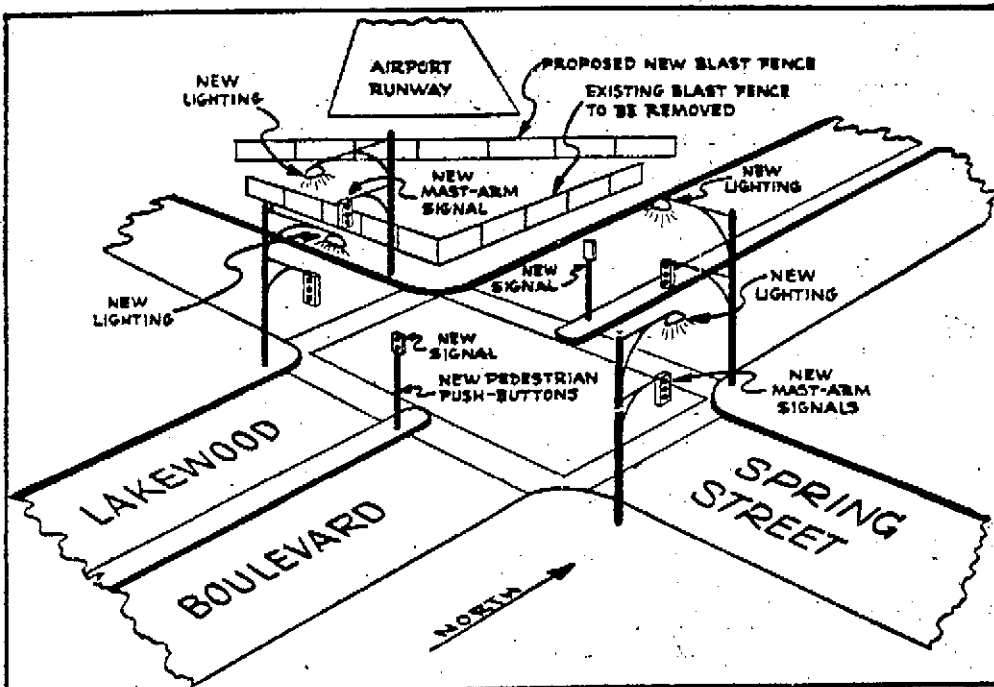 AIRPORT
RUNWAY
PROPOSED NEW BLAST FENCE
EXISTING BLAST FENCE
TO BE REMOVED
NEW
LIGHTING
NEW
MAST-ARM
SIGNAL
NEW
LIGHTING
NEW
SIGNAL
NEW
LIGHTING
NEW
LIGHTING
NEW
SIGNAL
NEW PEDESTRIAN
PUSH-BUTTONS
NEW
MAST-ARM
SIGNALS
LAKEWOOD
BOULEVARD
SPRING
STREET
NORTH